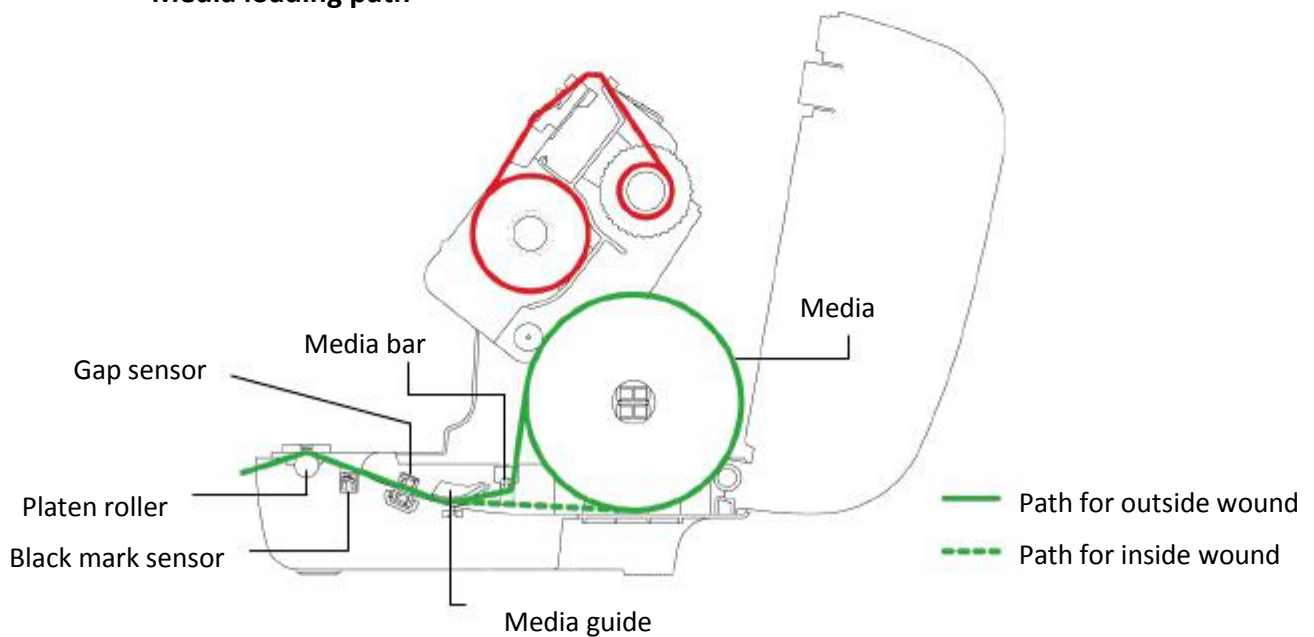 Media loading path
Media
Media bar
Gap sensor
Platen roller
Black mark sensor
Media guide
Path for outside wound
Path for inside wound